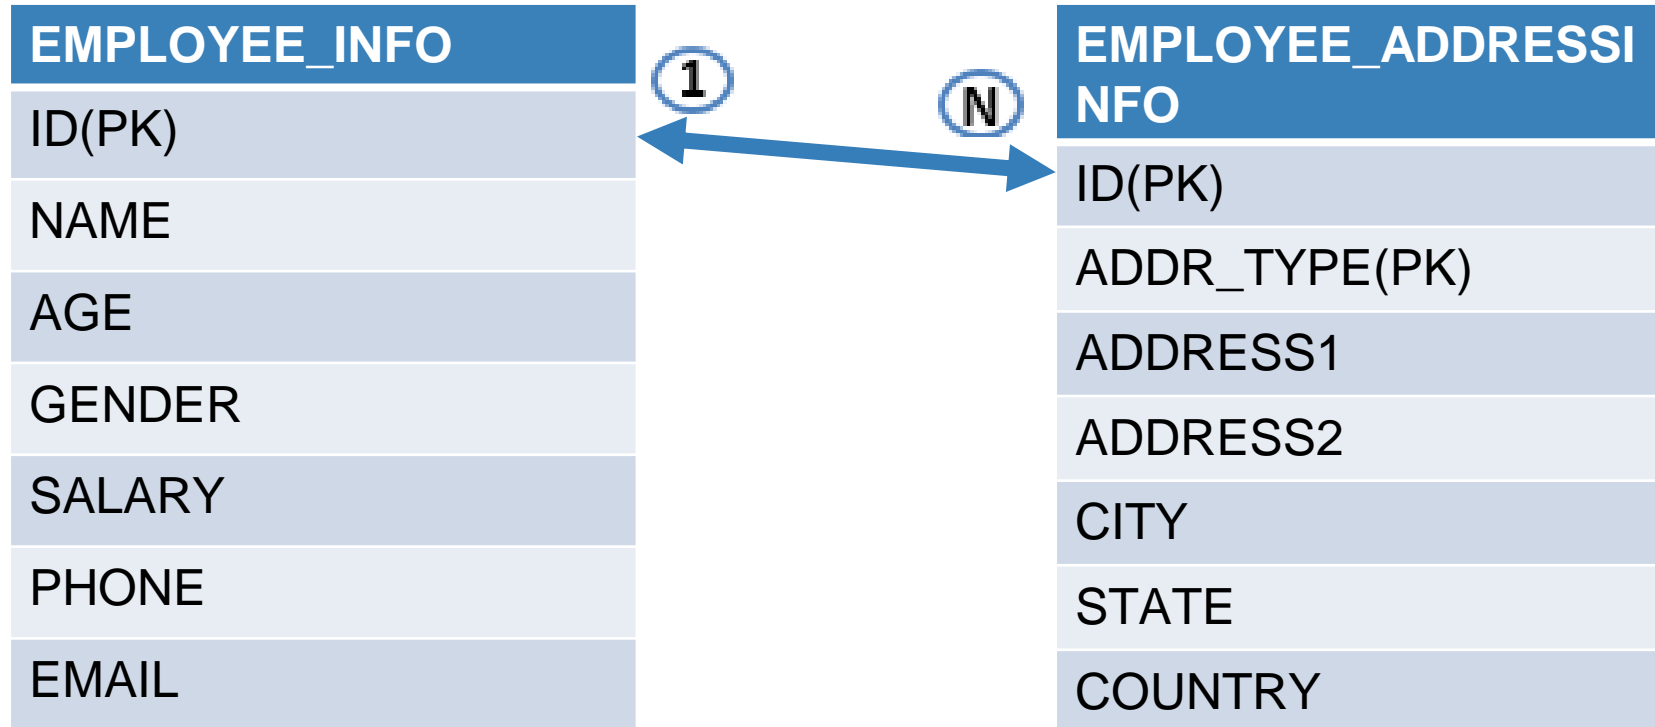 EMPLOYEE_INFO
ID(PK)
NAME
AGE
GENDER
SALARY
PHONE
EMAIL
1
N
EMPLOYEE_ADDRESSI
NFO
ID(PK)
ADDR_TYPE(PK)
ADDRESS1
ADDRESS2
CITY
STATE
COUNTRY